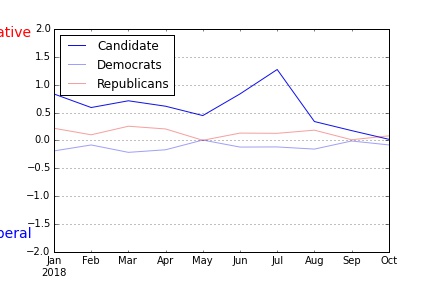 ative
2.0
1.5
1.0
0.5
0.0
−0.5
−1.0
−1.5
−2.0
Candidate
Democrats
Republicans
beral
Jan Feb Mar Apr May Jun Jul Aug Sep Oct
2018